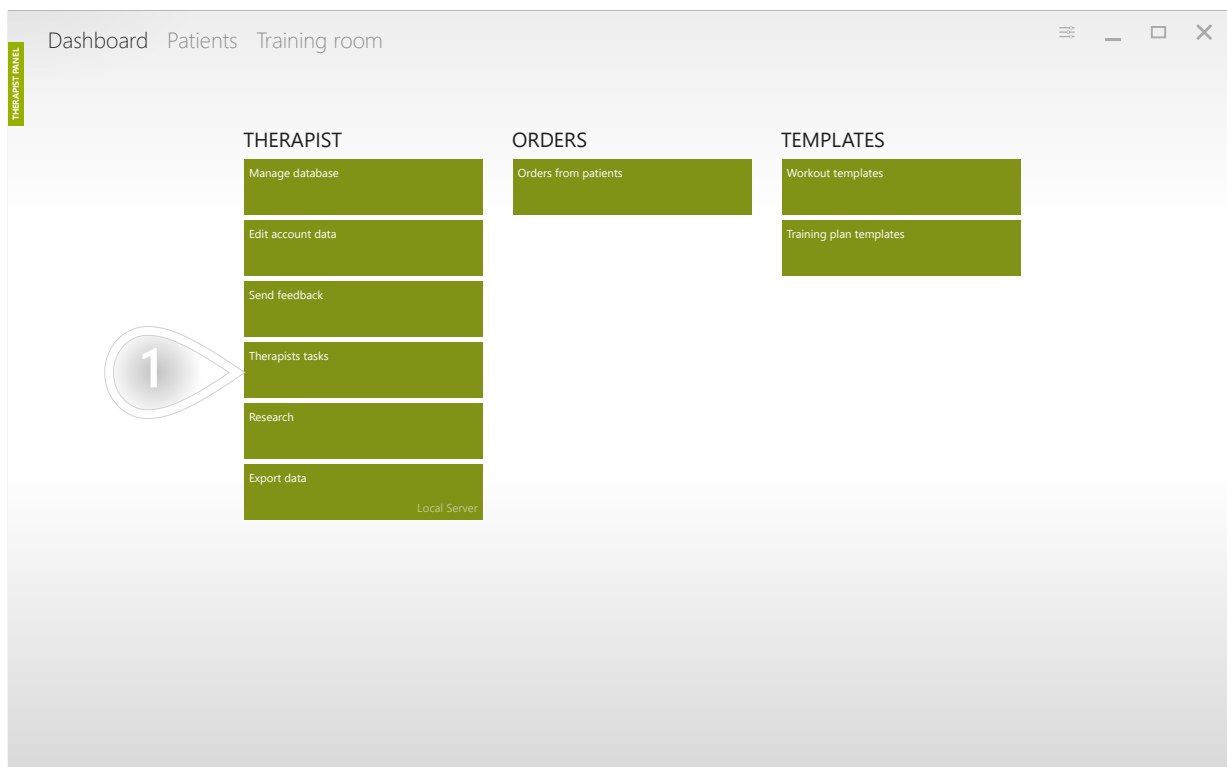 Dashboard Patients Training room
THERAPIST PANEL
THERAPIST
Manage database
Edit account data
Send feedback
Therapists tasks
Research
Export data
Local Server
1
ORDERS
Orders from patients
TEMPLATES
Workout templates
Training plan templates